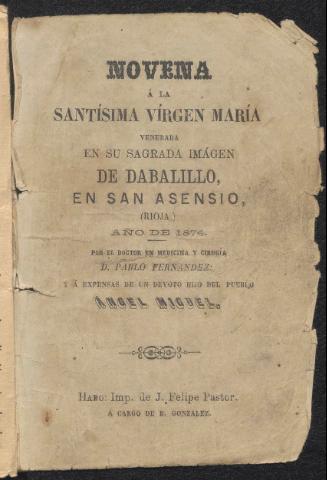 NOVENA
Á LA
SANTÍSIMA VÍRGEN MARÍA
VENERADA
EN SU SAGRADA IMÁGEN
DE DABALILLO,
EN SAN ASENSIO,
(RIOJA.)
AÑO DE 1874.
POR EL DOCTOR EN MEDICINA Y CIRUGÍA
D. PABLO FERNANDEZ:
Y Á EXPENSAS DE UN DEVOTO HIJO DEL PUEBLO
ÁNGEL MIGUEL.
HARO: Imp. de J. Felipe Pastor.
Á CARGO DE B. GONZALEZ.